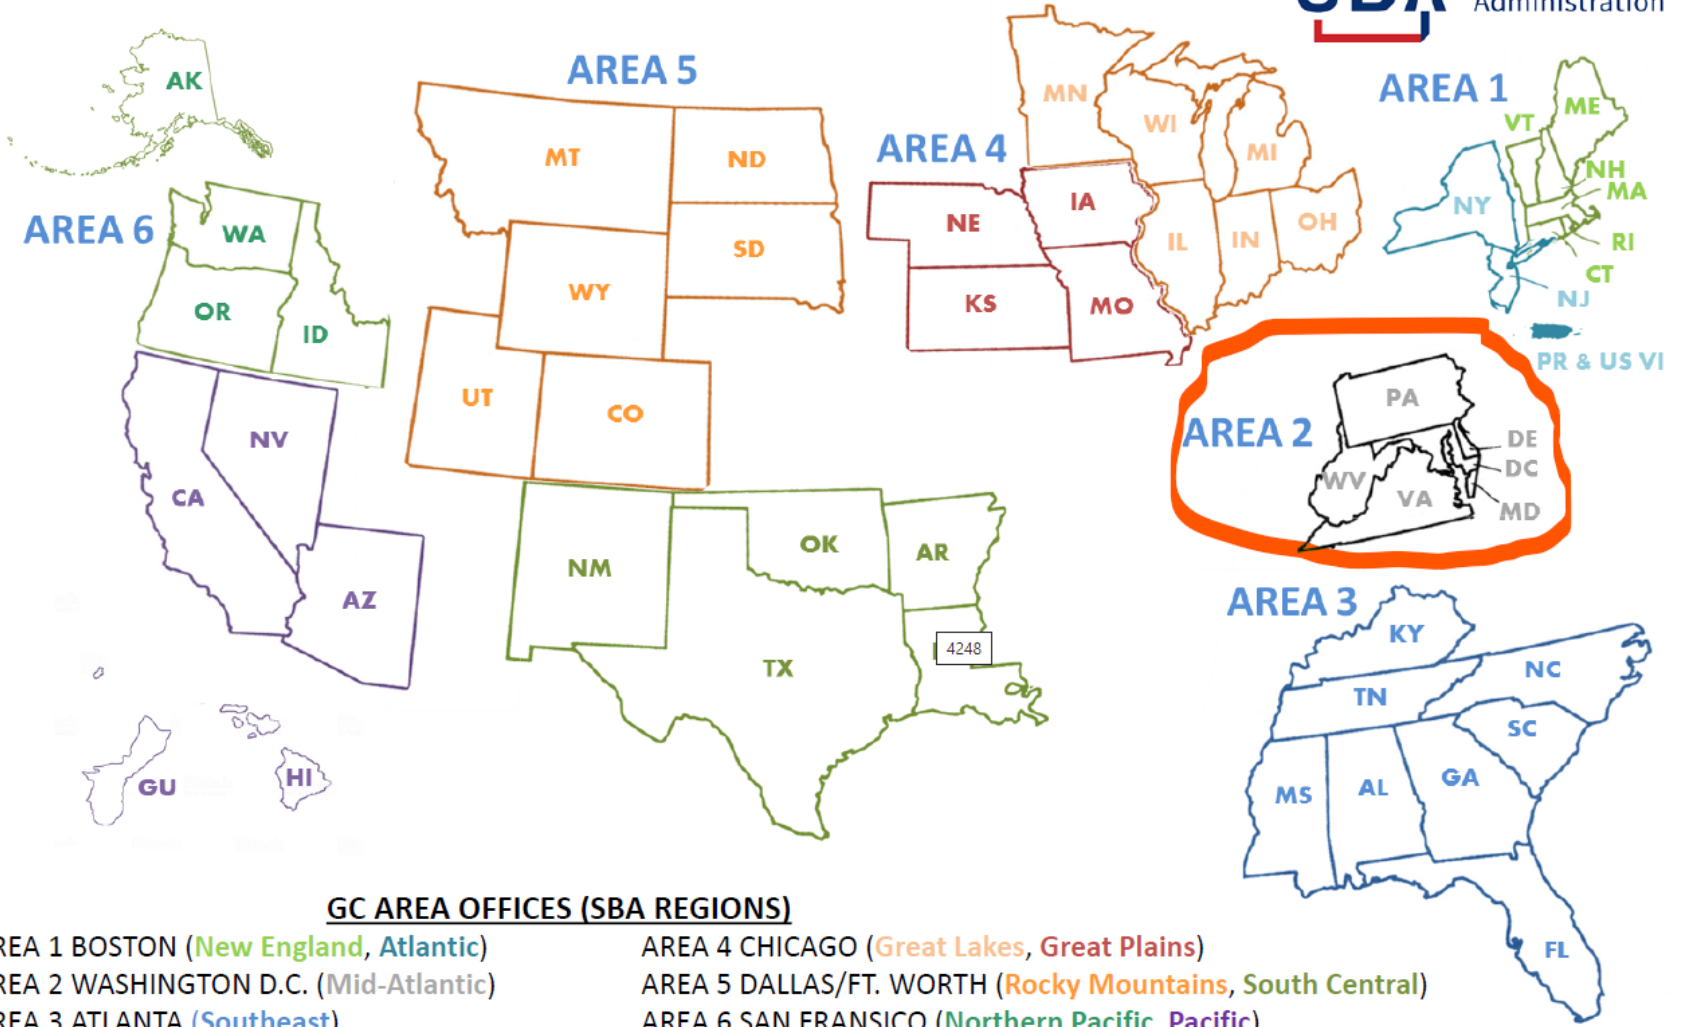 Administration
AREA 5
AK
AREA 1
MN
WI
MI
ME
VT
NH
MA
NY
RI
CT
NJ
PR & US VI
AREA 4
MT
ND
SD
WY
UT
CO
NE
IA
KS
MO
IL
IN
OH
AREA 6
WA
OR
ID
NV
CA
AZ
GU
HI
AREA 2
PA
DE
DC
MD
WV
VA
NM
OK
AR
TX
4248
AREA 3
KY
NC
TN
SC
MS
AL
GA
FL
GC AREA OFFICES (SBA REGIONS)
REA 1 BOSTON (New England, Atlantic)
REA 2 WASHINGTON D.C. (Mid-Atlantic)
REA 3 ATLANTA (Southeast)
AREA 4 CHICAGO (Great Lakes, Great Plains)
AREA 5 DALLAS/FT. WORTH (Rocky Mountains, South Central)
AREA 6 SAN FRANSICO (Northern Pacific, Pacific)